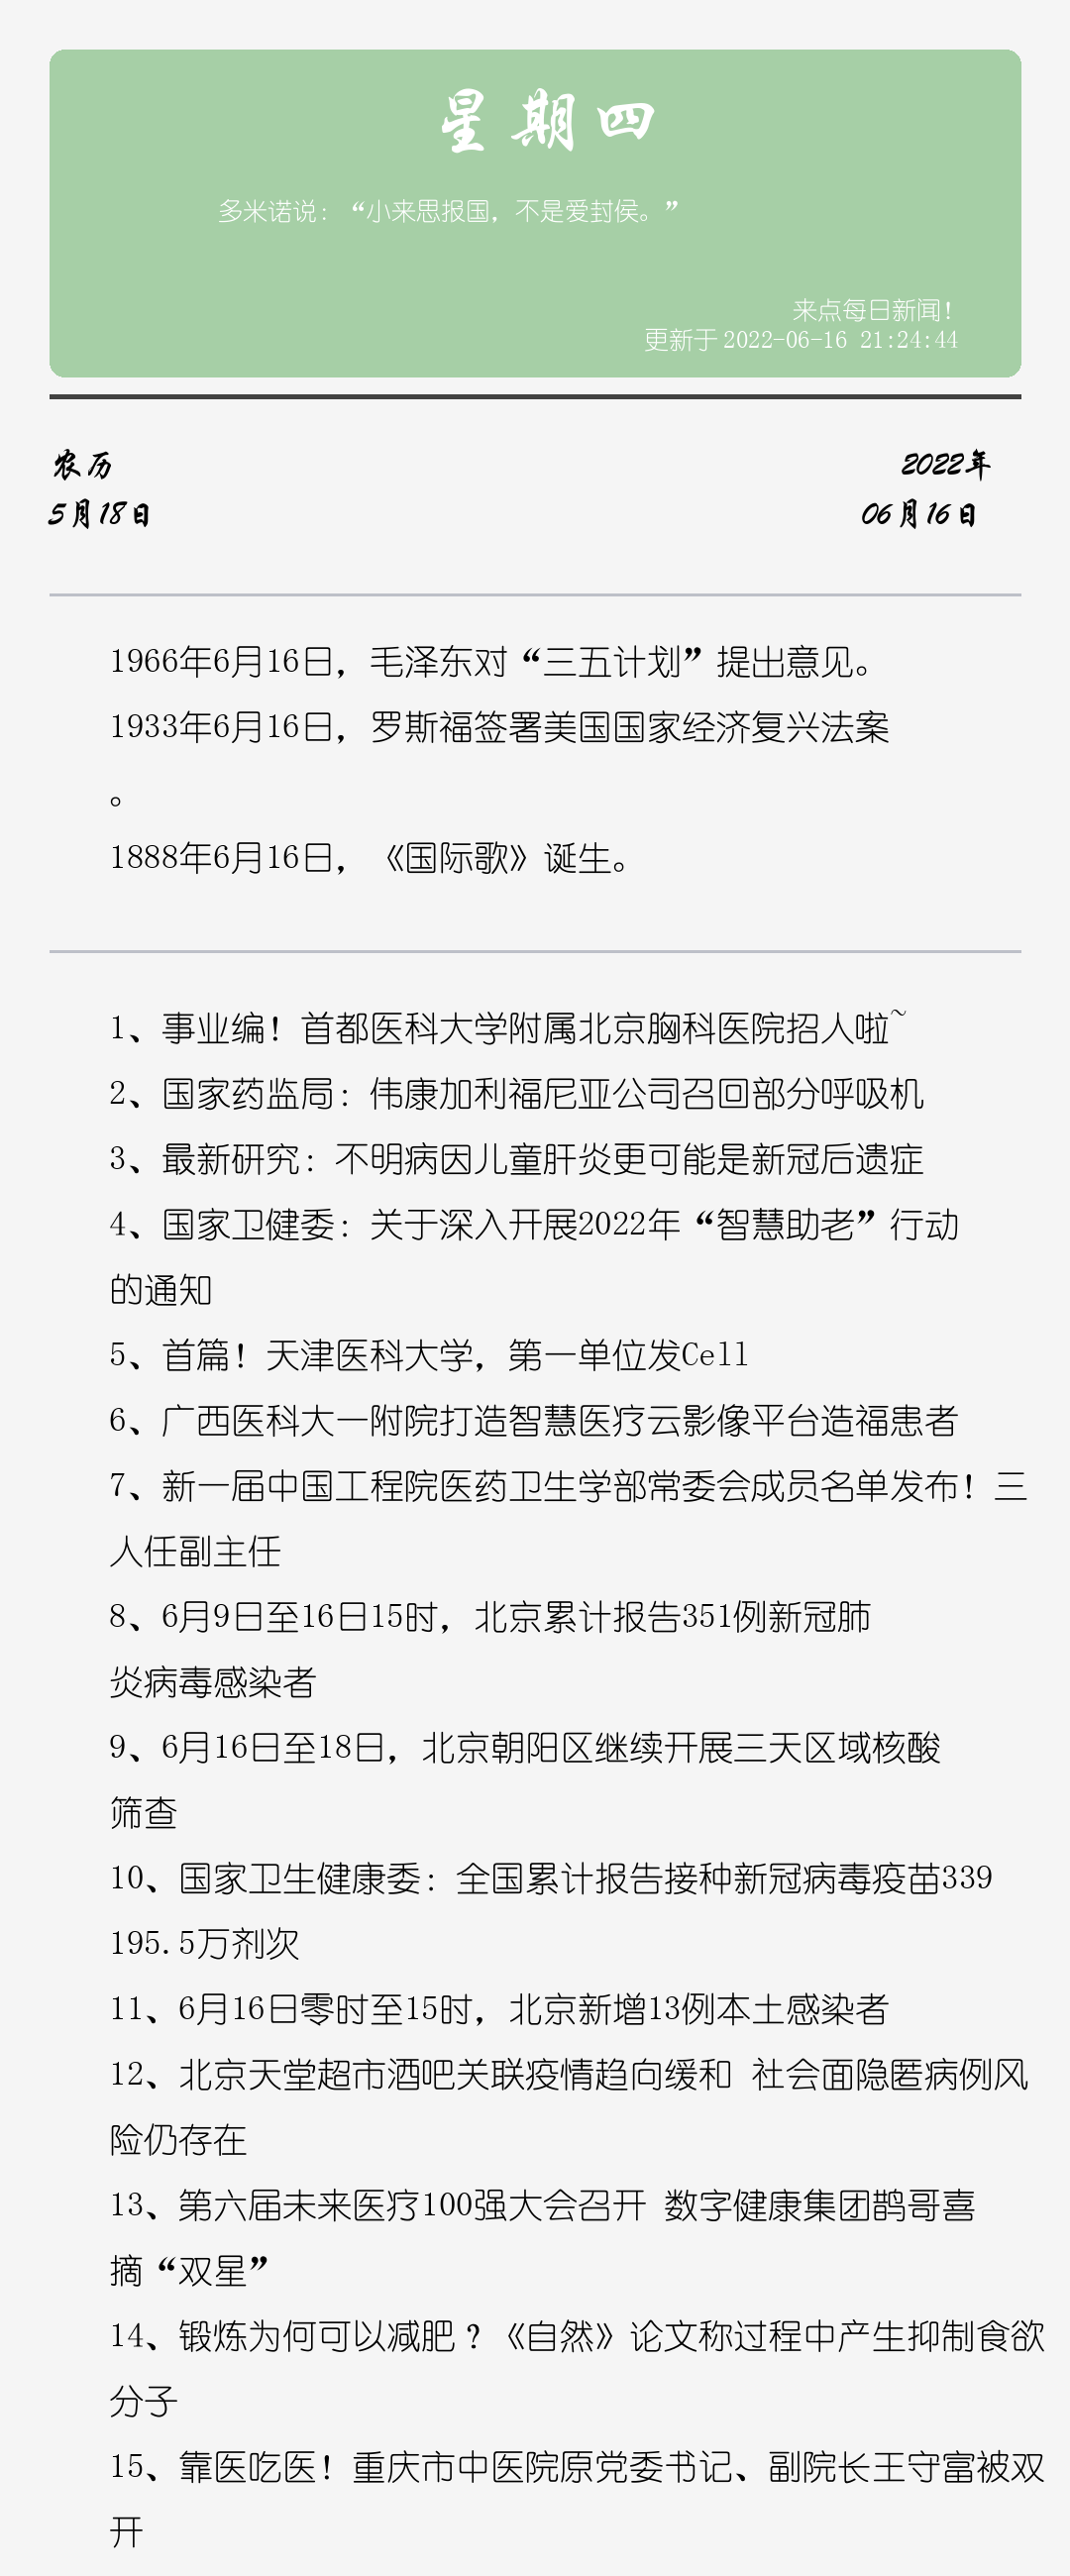 星期四
多米诺说：“小来思报国，不是爱封侯。”
来点每日新闻！
更新于 2022-06-16 21:24:44
农历
2022年
5月18日
06月16日
1966年6月16日，毛泽东对“三五计划”提出意见。
1933年6月16日，罗斯福签署美国国家经济复兴法案
。
1888年6月16日，《国际歌》诞生。
1、事业编！首都医科大学附属北京胸科医院招人啦~
2、国家药监局：伟康加利福尼亚公司召回部分呼吸机
3、最新研究：不明病因儿童肝炎更可能是新冠后遗症
4、国家卫健委：关于深入开展2022年“智慧助老”行动
的通知
5、首篇！天津医科大学，第一单位发Cell
6、广西医科大一附院打造智慧医疗云影像平台造福患者
7、新一届中国工程院医药卫生学部常委会成员名单发布！三
人任副主任
8、6月9日至16日15时，北京累计报告351例新冠肺
炎病毒感染者
9、6月16日至18日，北京朝阳区继续开展三天区域核酸
筛查
10、国家卫生健康委：全国累计报告接种新冠病毒疫苗339
195.5万剂次
11、6月16日零时至15时，北京新增13例本土感染者
12、北京天堂超市酒吧关联疫情趋向缓和 社会面隐匿病例风
险仍存在
13、第六届未来医疗100强大会召开 数字健康集团鹊哥喜
摘“双星”
14、锻炼为何可以减肥？《自然》论文称过程中产生抑制食欲
分子
15、靠医吃医！重庆市中医院原党委书记、副院长王守富被双
开